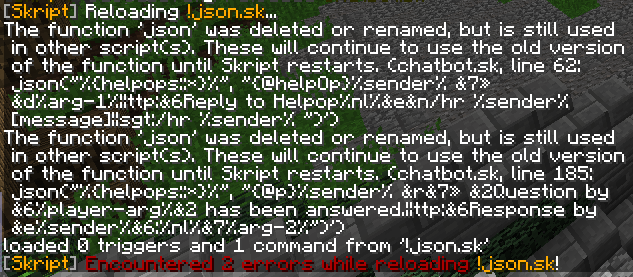 [Skript] Reloading !.json.sk...
The function 'json' was deleted or renamed, but is still used
in other script(s). These will continue to use the old version
of the function until Skript restarts. (chatbot.sk, line 62:
json("%{helpops::*}%", "{@helpOp}%sender% &7»
&d%arg-1%||ttp:&6Reply to Helpop%nl%&e&n/hr %sender%
[message]||sgt:/hr %sender% ")')
The function 'json' was deleted or renamed, but is still used
in other script(s). These will continue to use the old version
of the function until Skript restarts. (chatbot.sk, line 185:
json("%{helpops::*}%", "{@p}%sender% &r&7» &2Question by
&6%player-arg%&2 has been answered.||ttp:&6Response by
&e%sender%&6:%nl%&7%arg-2%")')
loaded 0 triggers and 1 command from '!.json.sk'
[Skript] Encountered 2 errors while reloading !.json.sk!